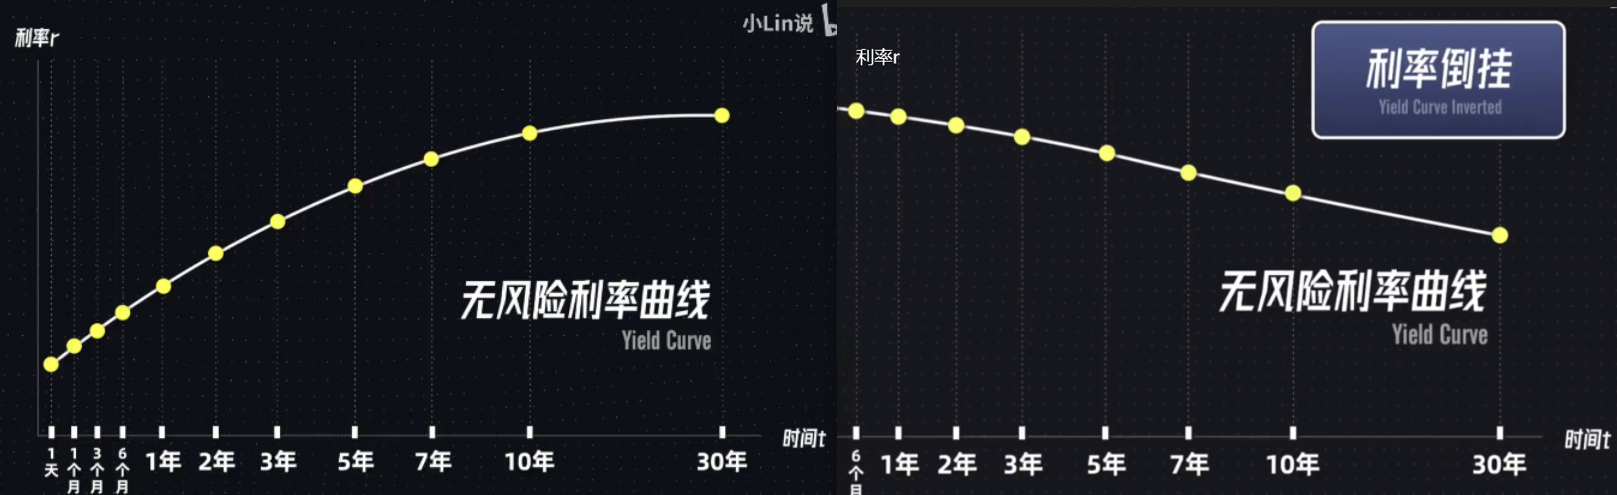 小Lin说
利率r
无风险利率曲线
Yield Curve
时间t
1天
1个月
3个月
6个月
1年
2年
3年
5年
7年
10年
30年
利率r
利率倒挂
Yield Curve Inverted
无风险利率曲线
Yield Curve
时间t
6个月
1年
2年
3年
5年
7年
10年
30年